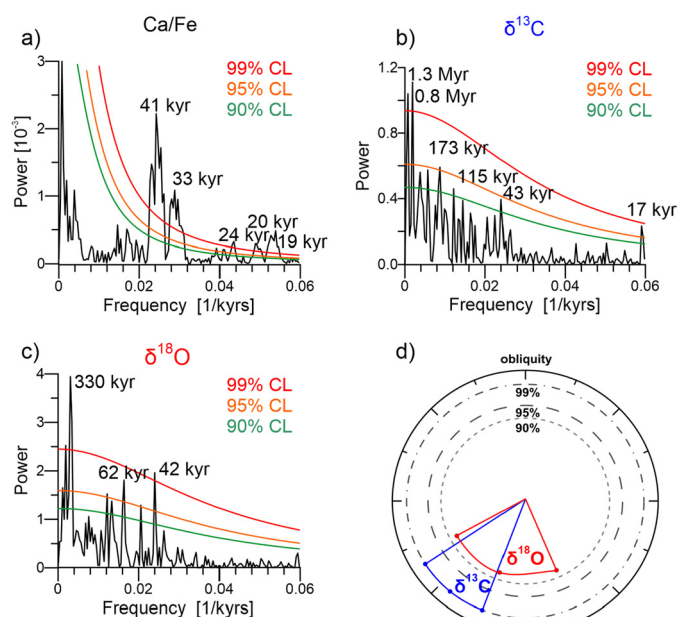 a)
Ca/Fe
3
2
1
0
Power [10⁻³]
99% CL
95% CL
90% CL
41 kyr
33 kyr
24 kyr
20 kyr
19 kyr
0
0.02
0.04
0.06
Frequency [1/kyrs]
b)
δ¹³C
1.2
0.9
0.6
0.4
0.0
Power
1.3 Myr
0.8 Myr
99% CL
95% CL
90% CL
173 kyr
115 kyr
43 kyr
17 kyr
0
0.02
0.04
0.06
Frequency [1/kyrs]
c)
δ¹⁸O
4
3
2
1
0
Power
330 kyr
99% CL
95% CL
90% CL
62 kyr
42 kyr
0
0.02
0.04
0.06
Frequency [1/kyrs]
d)
obliquity
99%
95%
90%
δ¹⁸O
δ¹³C